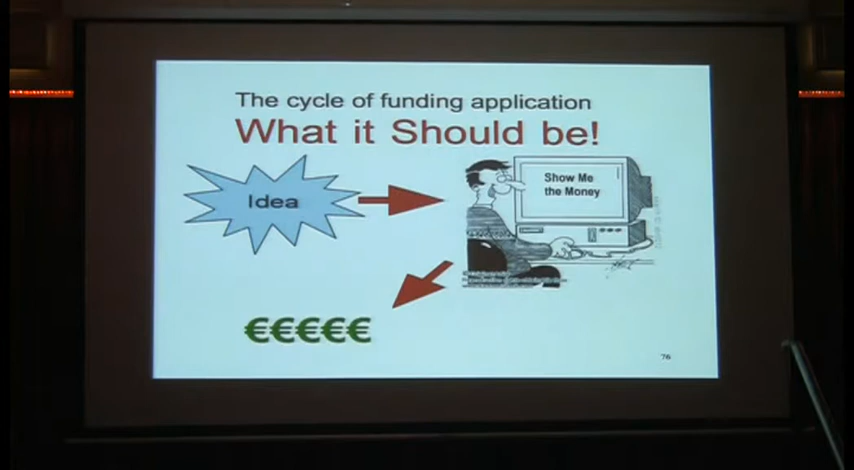 The cycle of funding application
What it Should be!
Idea
Show Me
the Money
€€€€€
76